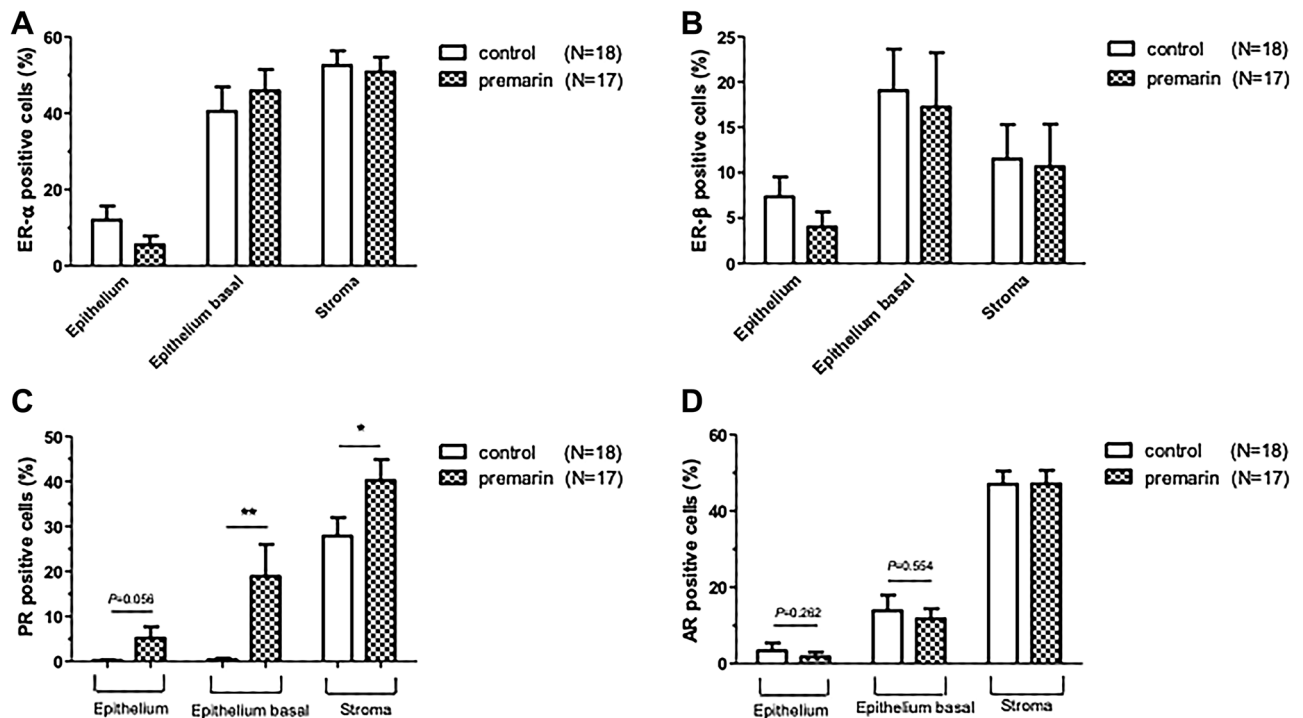 A
ER-α positive cells (%)
60
40
20
0
Epithelium
Epithelium basal
Stroma
control (N=18)
premarin (N=17)
B
ER-β positive cells (%)
25
20
15
10
5
0
Epithelium
Epithelium basal
Stroma
control (N=18)
premarin (N=17)
C
PR positive cells (%)
50
40
30
20
10
0
P=0.056
**
*
Epithelium
Epithelium basal
Stroma
control (N=18)
premarin (N=17)
D
AR positive cells (%)
60
40
20
0
P=0.262
P=0.554
Epithelium
Epithelium basal
Stroma
control (N=18)
premarin (N=17)